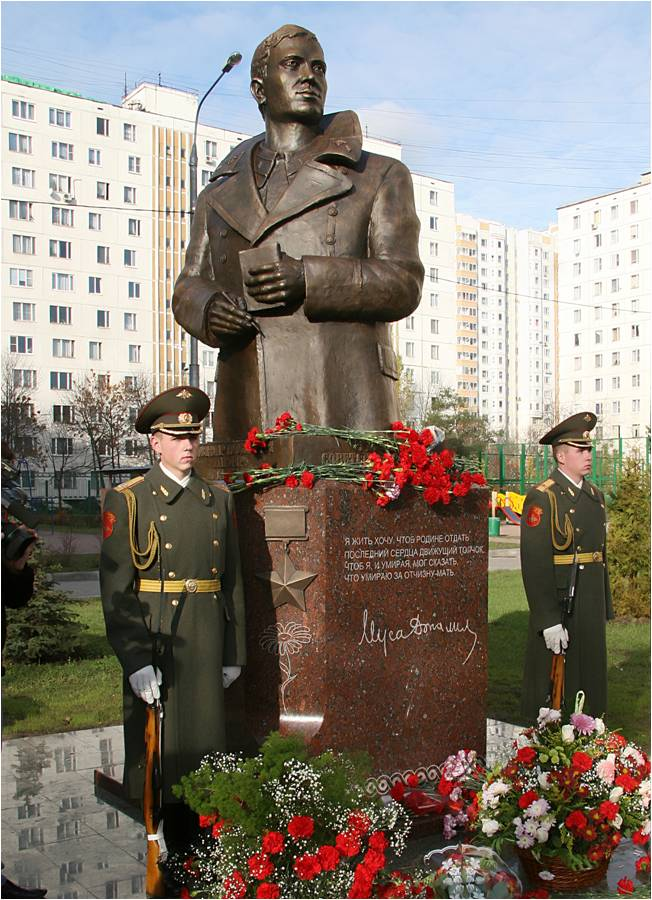 Я ЖИТЬ ХОЧУ, ЧТОБ РОДИНЕ ОТДАТЬ
ПОСЛЕДНИЙ СЕРДЦА ДВИЖУЩИЙ ТОЛЧОК,
ЧТОБ Я, И УМИРАЯ, МОГ СКАЗАТЬ,
ЧТО УМИРАЮ ЗА ОТЧИЗНУ-МАТЬ.
Муса Джалиль